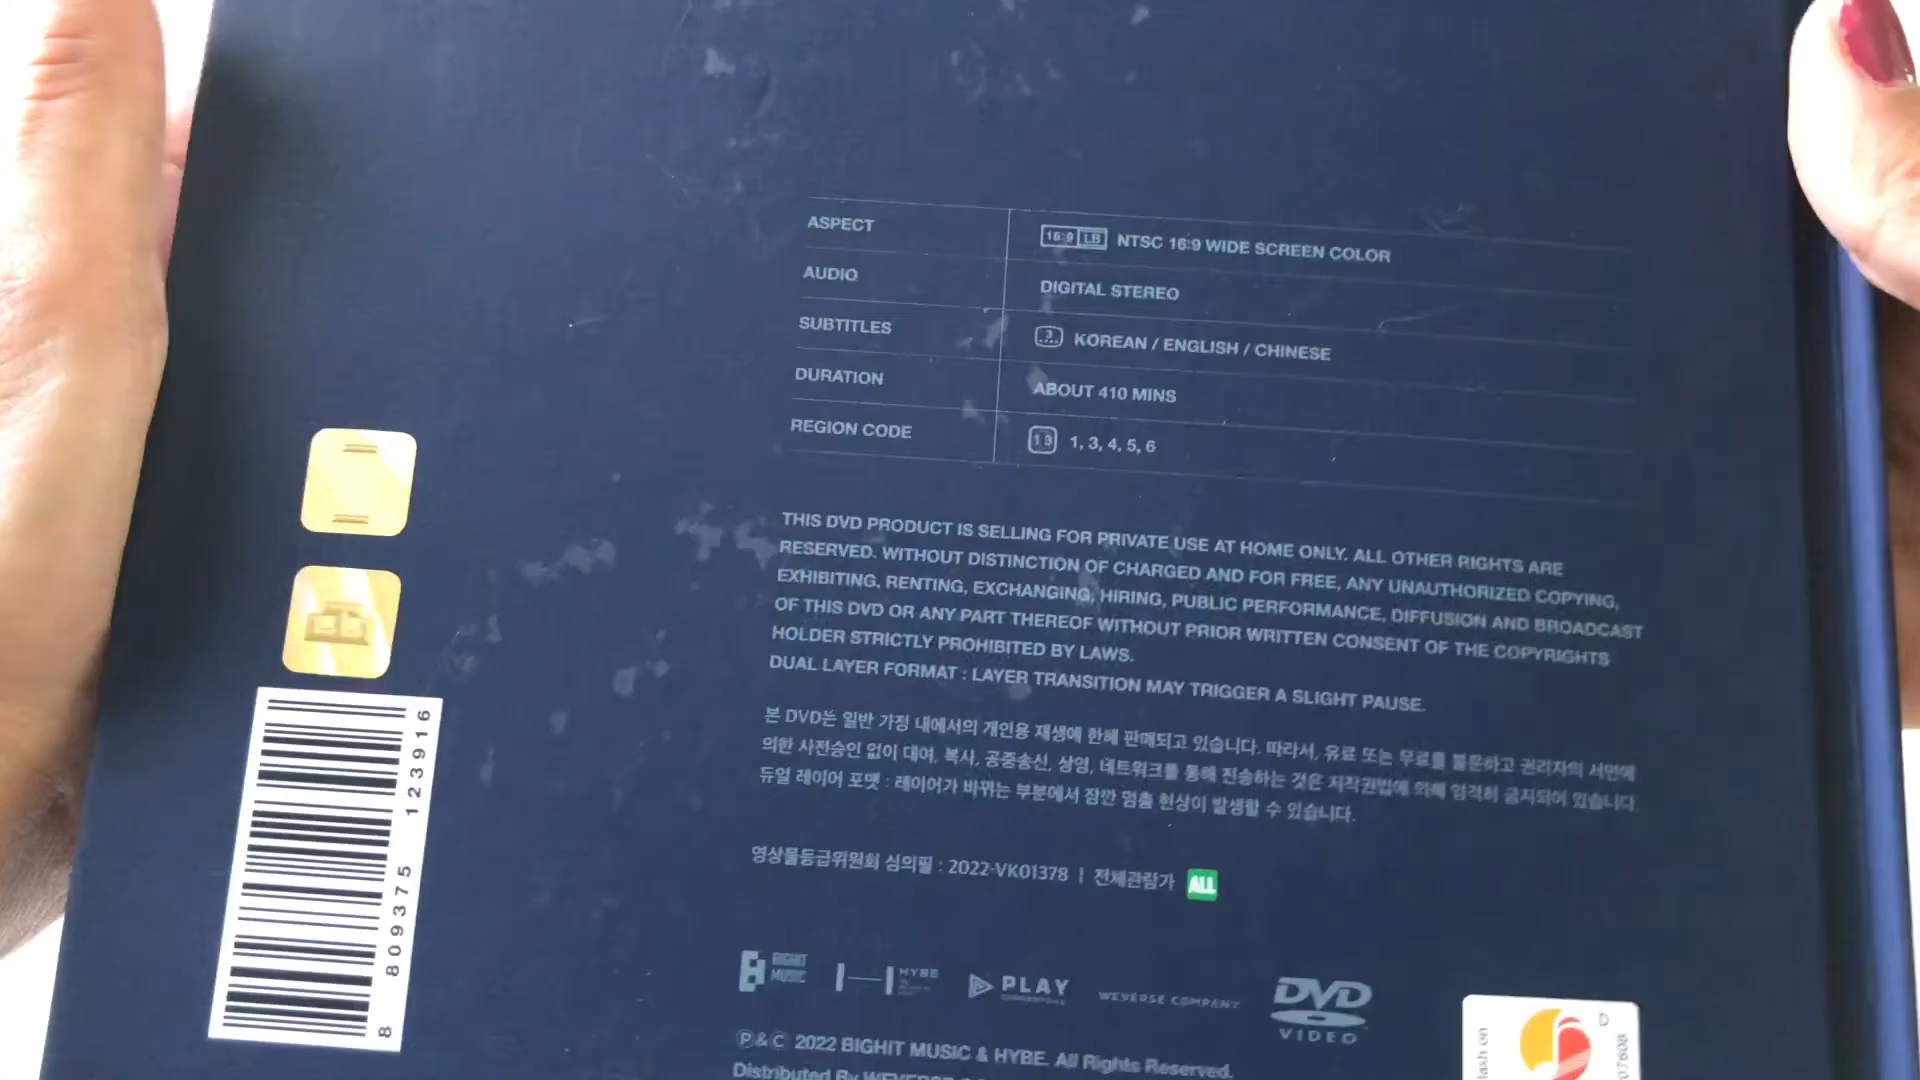 ASPECT
16:9 LB NTSC 16:9 WIDE SCREEN COLOR
AUDIO
DIGITAL STEREO
SUBTITLES
3 KOREAN / ENGLISH / CHINESE
DURATION
ABOUT 410 MINS
REGION CODE
1 3 1, 3, 4, 5, 6
THIS DVD PRODUCT IS SELLING FOR PRIVATE USE AT HOME ONLY. ALL OTHER RIGHTS ARE
RESERVED. WITHOUT DISTINCTION OF CHARGED AND FOR FREE, ANY UNAUTHORIZED COPYING,
EXHIBITING, RENTING, EXCHANGING, HIRING, PUBLIC PERFORMANCE, DIFFUSION AND BROADCAST
OF THIS DVD OR ANY PART THEREOF WITHOUT PRIOR WRITTEN CONSENT OF THE COPYRIGHTS
HOLDER STRICTLY PROHIBITED BY LAWS.
DUAL LAYER FORMAT : LAYER TRANSITION MAY TRIGGER A SLIGHT PAUSE.
본 DVD는 일반 가정 내에서의 개인용 재생에 한해 판매되고 있습니다. 따라서, 유료 또는 무료를 불문하고 권리자의 서면에
의한 사전승인 없이 대여, 복사, 공중송신, 상영, 네트워크를 통해 전송하는 것은 저작권법에 의해 엄격히 금지되어 있습니다.
듀얼 레이어 포맷 : 레이어가 바뀌는 부분에서 잠깐 멈춤 현상이 발생할 수 있습니다.
영상물등급위원회 심의필 : 2022-VK01378 | 전체관람가 ALL
BIGHIT
MUSIC
HYBE
PLAY
WEVERSE COMPANY
DVD
VIDEO
Ⓟ & Ⓒ 2022 BIGHIT MUSIC & HYBE. All Rights Reserved.
Distributed By
8 809375 123916
D